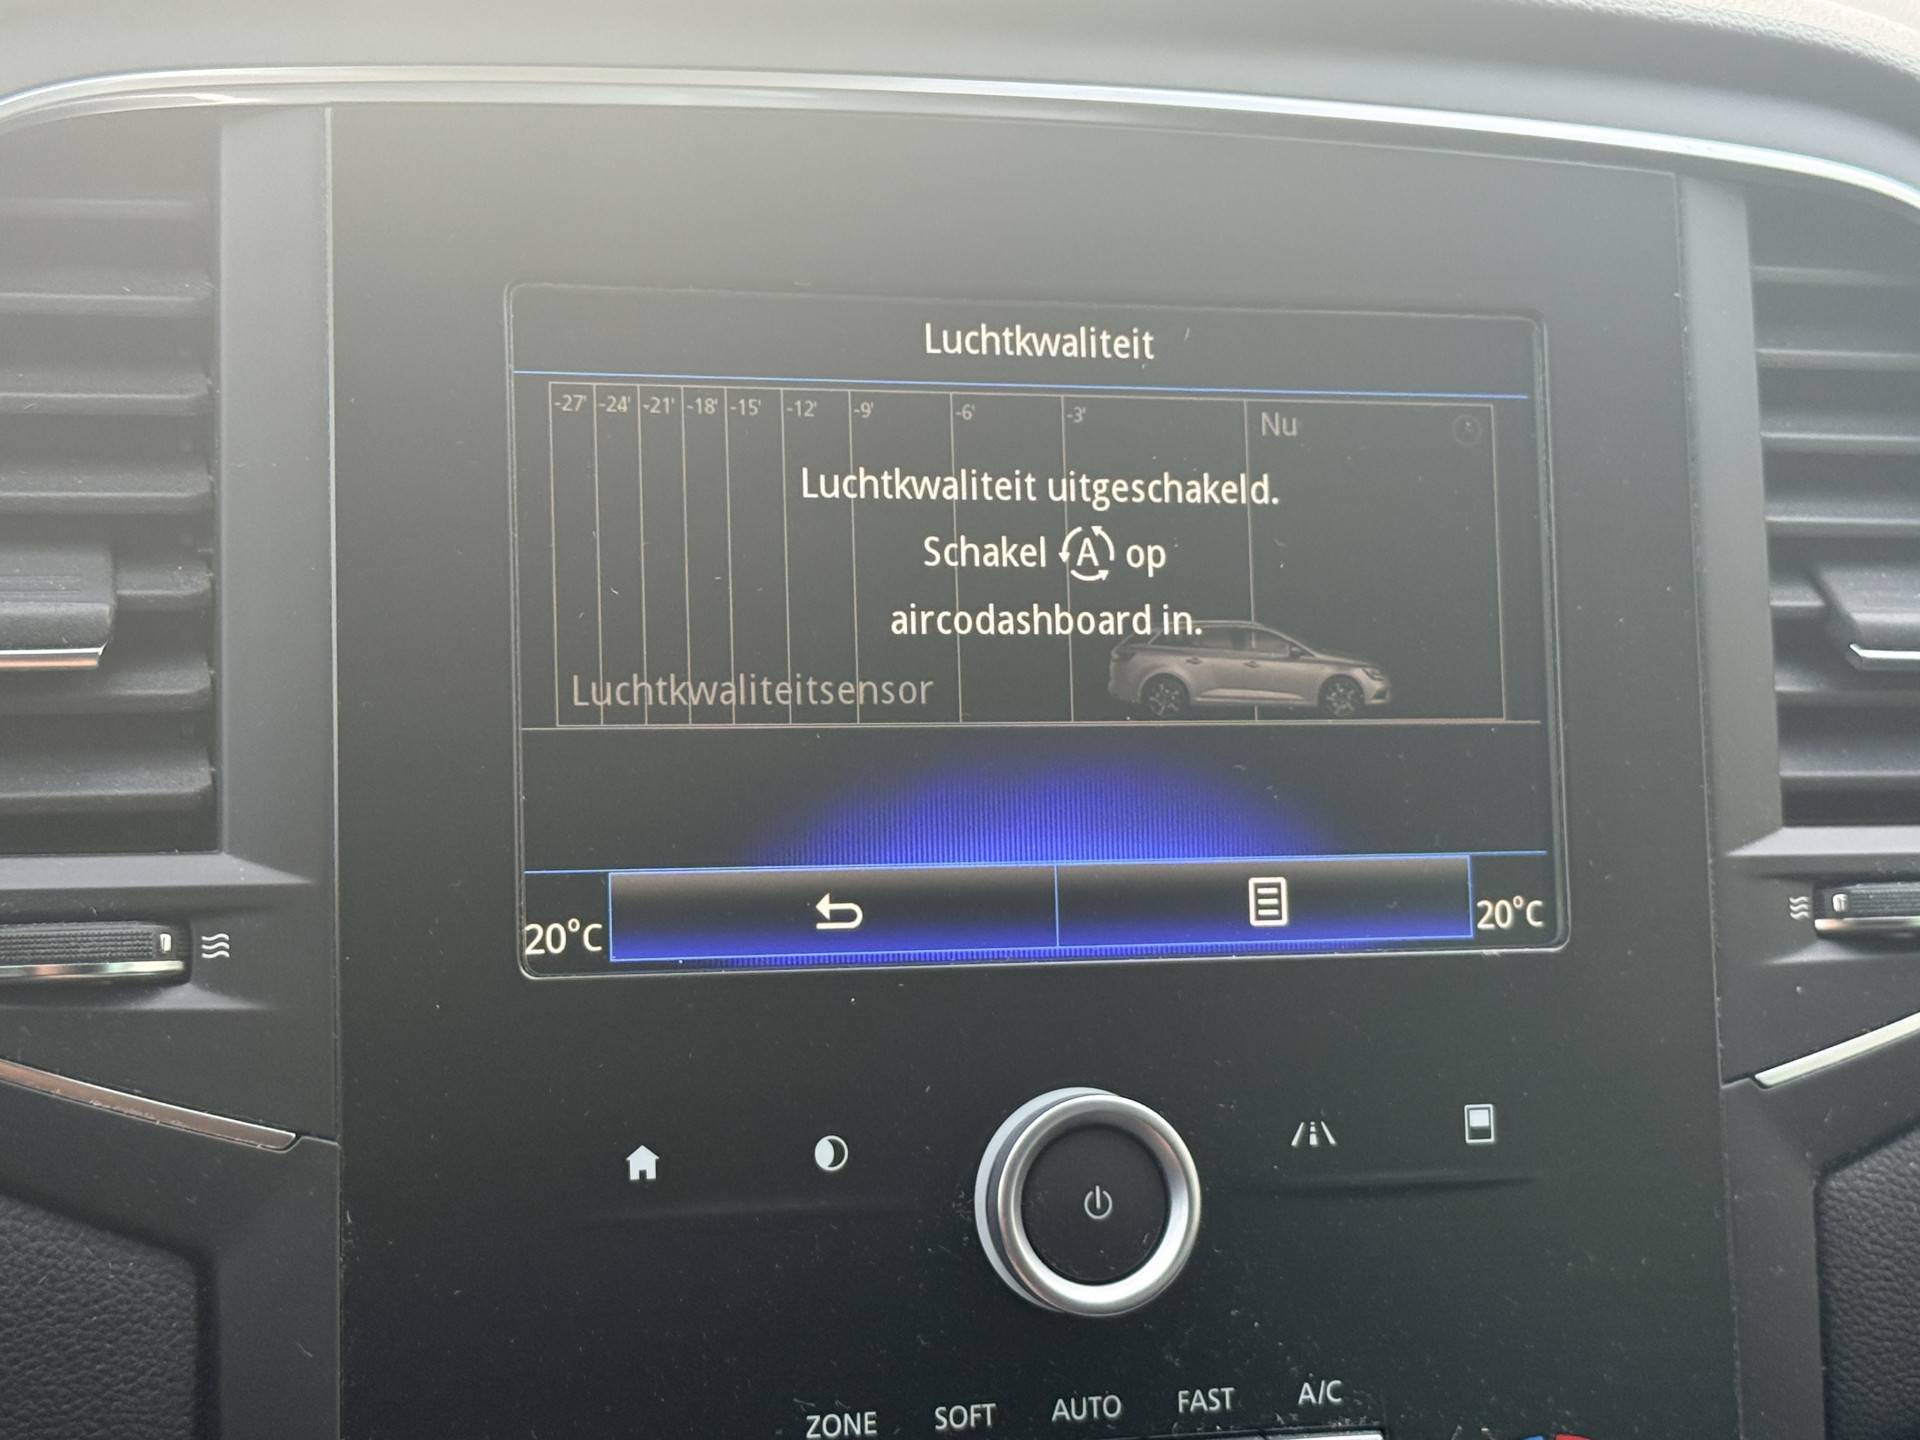 Luchtkwaliteit
-27' -24' -21' -18' -15' -12' -9' -6' -3' Nu
Luchtkwaliteit uitgeschakeld.
Schakel A op
aircodashboard in.
Luchtkwaliteitsensor
20°C 20°C
ZONE SOFT AUTO FAST A/C